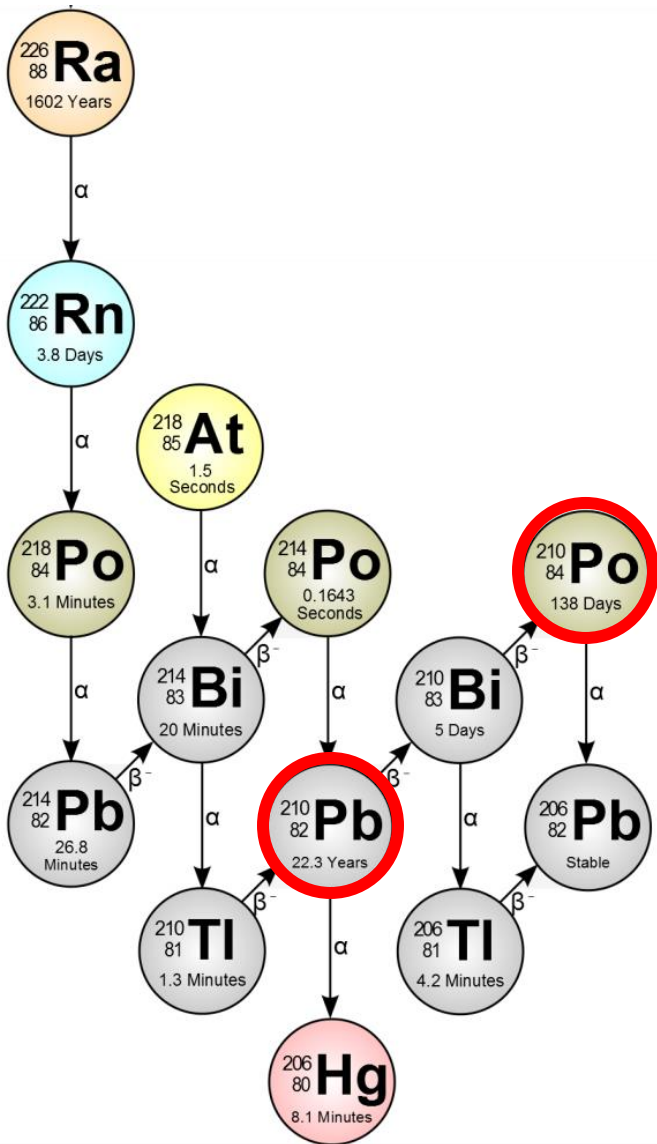 226
88 Ra
1602 Years
α
222
86 Rn
3.8 Days
α
218
85 At
1.5
Seconds
α
218
84 Po
3.1 Minutes
α
214
84 Po
0.1643
Seconds
α
210
84 Po
138 Days
α
214
83 Bi
20 Minutes
β⁻
α
210
83 Bi
5 Days
β⁻
α
214
82 Pb
26.8
Minutes
β⁻
210
82 Pb
22.3 Years
β⁻
α
206
82 Pb
Stable
210
81 Tl
1.3 Minutes
β⁻
206
81 Tl
4.2 Minutes
β⁻
206
80 Hg
8.1 Minutes